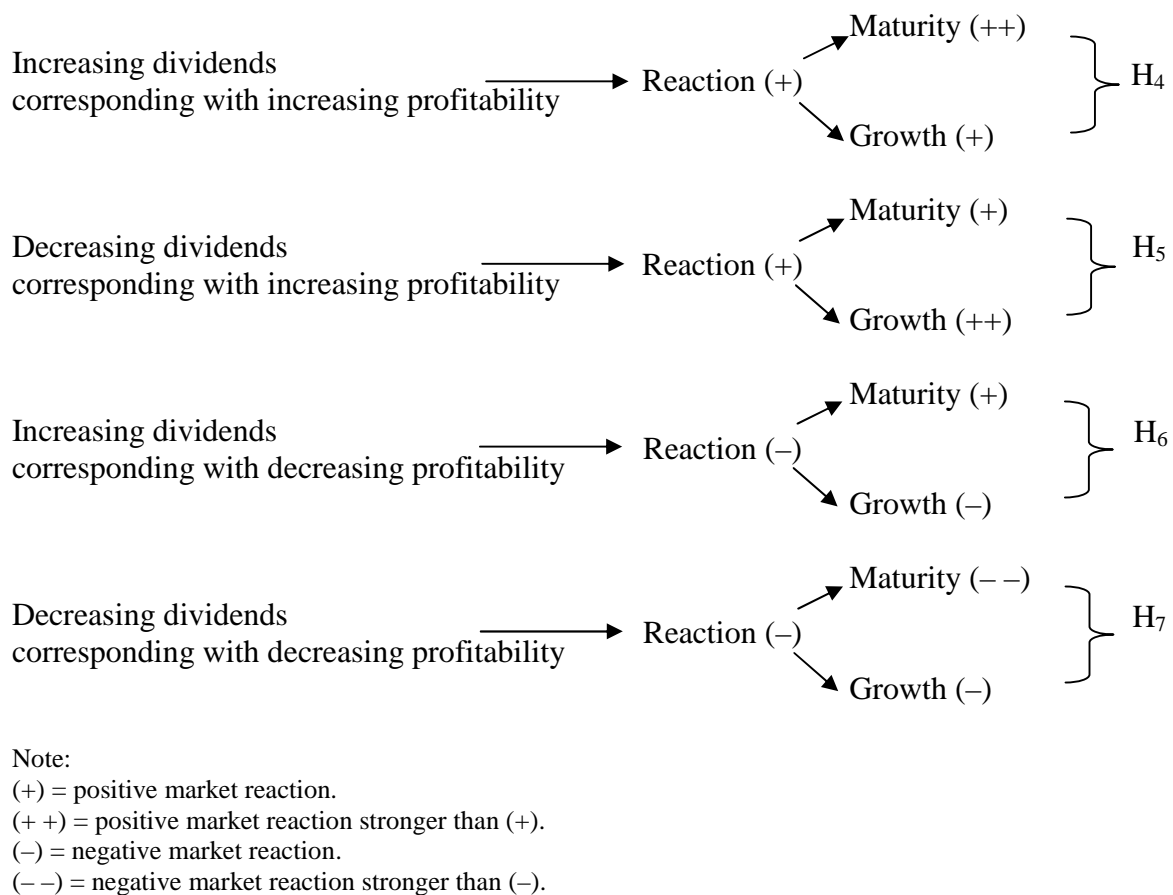 Maturity (++)
Increasing dividends
corresponding with increasing profitability
Reaction (+)
H4
Growth (+)
Maturity (+)
Decreasing dividends
corresponding with increasing profitability
Reaction (+)
H5
Growth (++)
Maturity (+)
Increasing dividends
corresponding with decreasing profitability
Reaction (–)
H6
Growth (–)
Maturity (– –)
Decreasing dividends
corresponding with decreasing profitability
Reaction (–)
H7
Growth (–)
Note:
(+) = positive market reaction.
(+ +) = positive market reaction stronger than (+).
(–) = negative market reaction.
(– –) = negative market reaction stronger than (–).